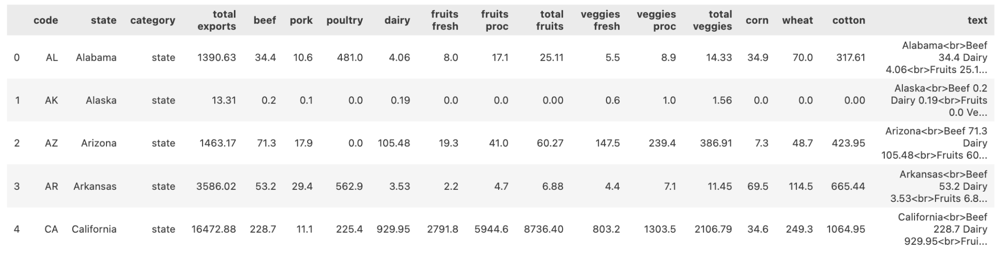 code state category total exports beef pork poultry dairy fruits fresh fruits proc total fruits veggies fresh veggies proc total veggies corn wheat cotton text
0 AL Alabama state 1390.63 34.4 10.6 481.0 4.06 8.0 17.1 25.11 5.5 8.9 14.33 34.9 70.0 317.61 Alabama<br>Beef 34.4 Dairy 4.06<br>Fruits 25.1...
1 AK Alaska state 13.31 0.2 0.1 0.0 0.19 0.0 0.0 0.00 0.6 1.0 1.56 0.0 0.0 0.00 Alaska<br>Beef 0.2 Dairy 0.19<br>Fruits 0.0 Ve...
2 AZ Arizona state 1463.17 71.3 17.9 0.0 105.48 19.3 41.0 60.27 147.5 239.4 386.91 7.3 48.7 423.95 Arizona<br>Beef 71.3 Dairy 105.48<br>Fruits 60...
3 AR Arkansas state 3586.02 53.2 29.4 562.9 3.53 2.2 4.7 6.88 4.4 7.1 11.45 69.5 114.5 665.44 Arkansas<br>Beef 53.2 Dairy 3.53<br>Fruits 6.8...
4 CA California state 16472.88 228.7 11.1 225.4 929.95 2791.8 5944.6 8736.40 803.2 1303.5 2106.79 34.6 249.3 1064.95 California<br>Beef 228.7 Dairy 929.95<br>Frui...